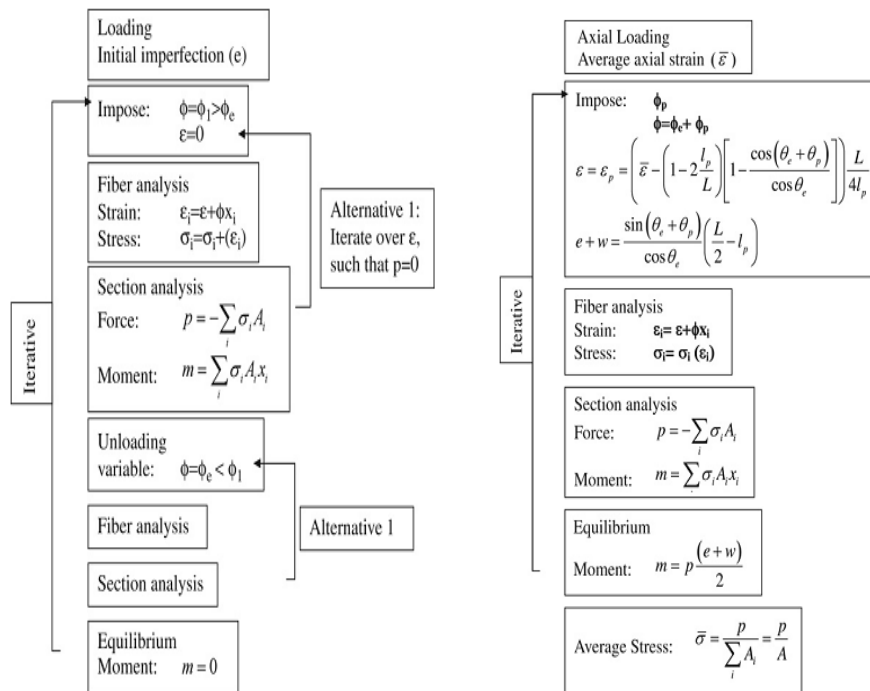 Loading
Initial imperfection (e)
Impose: ϕ=ϕ₁>ϕₑ
ε=0
Fiber analysis
Strain: εᵢ=ε+ϕxᵢ
Stress: σᵢ=σᵢ+(εᵢ)
Alternative 1:
Iterate over ε,
such that p=0
Section analysis
Force: p = −∑ᵢ σᵢAᵢ
Moment: m = ∑ᵢ σᵢAᵢxᵢ
Iterative
Unloading
variable: ϕ=ϕₑ < ϕ₁
Fiber analysis
Alternative 1
Section analysis
Equilibrium
Moment: m = 0
Axial Loading
Average axial strain (ε̅)
Impose: ϕₚ
ϕ=ϕₑ+ ϕₚ
ε = εₚ = (ε̅ − (1 − 2 lₚ/L)[1 − cos(θₑ + θₚ)/cosθₑ]) L/4lₚ
e + w = sin(θₑ + θₚ)/cosθₑ (L/2 − lₚ)
Iterative
Fiber analysis
Strain: εᵢ= ε+ϕxᵢ
Stress: σᵢ= σᵢ (εᵢ)
Section analysis
Force: p = −∑ᵢ σᵢAᵢ
Moment: m = ∑ σᵢAᵢxᵢ
Equilibrium
Moment: m = p (e + w)/2
Average Stress: σ̅ = p/∑ᵢ Aᵢ = p/A